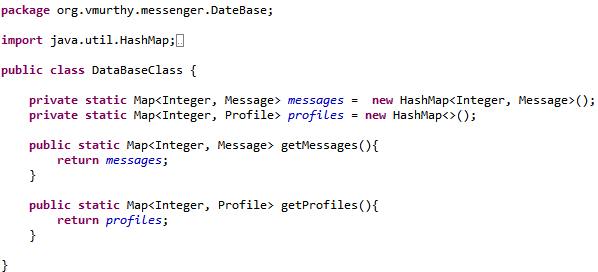 package org.vmurthy.messenger.DateBase;
import java.util.HashMap;
public class DataBaseClass {
private static Map<Integer, Message> messages =  new HashMap<Integer, Message>();
private static Map<Integer, Profile> profiles = new HashMap<>();
public static Map<Integer, Message> getMessages(){
return messages;
}
public static Map<Integer, Profile> getProfiles(){
return profiles;
}
}